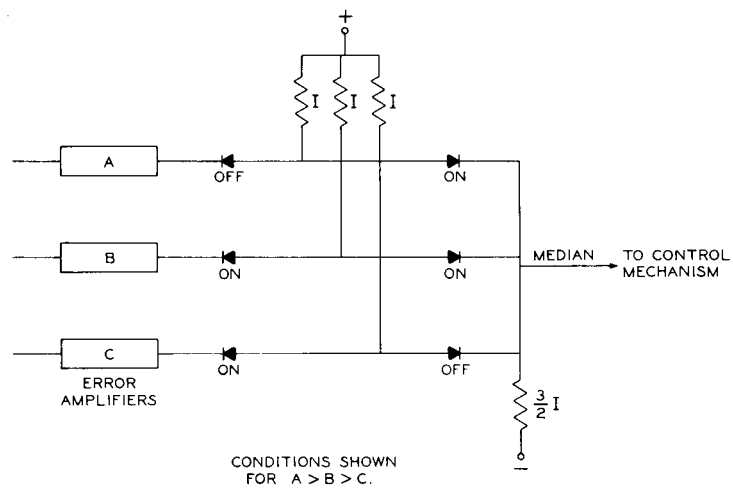 +
I I I
A
OFF ON
B
MEDIAN TO CONTROL
MECHANISM
ON ON
C
ERROR
AMPLIFIERS
ON OFF
3/2 I
−
CONDITIONS SHOWN
FOR A > B > C.